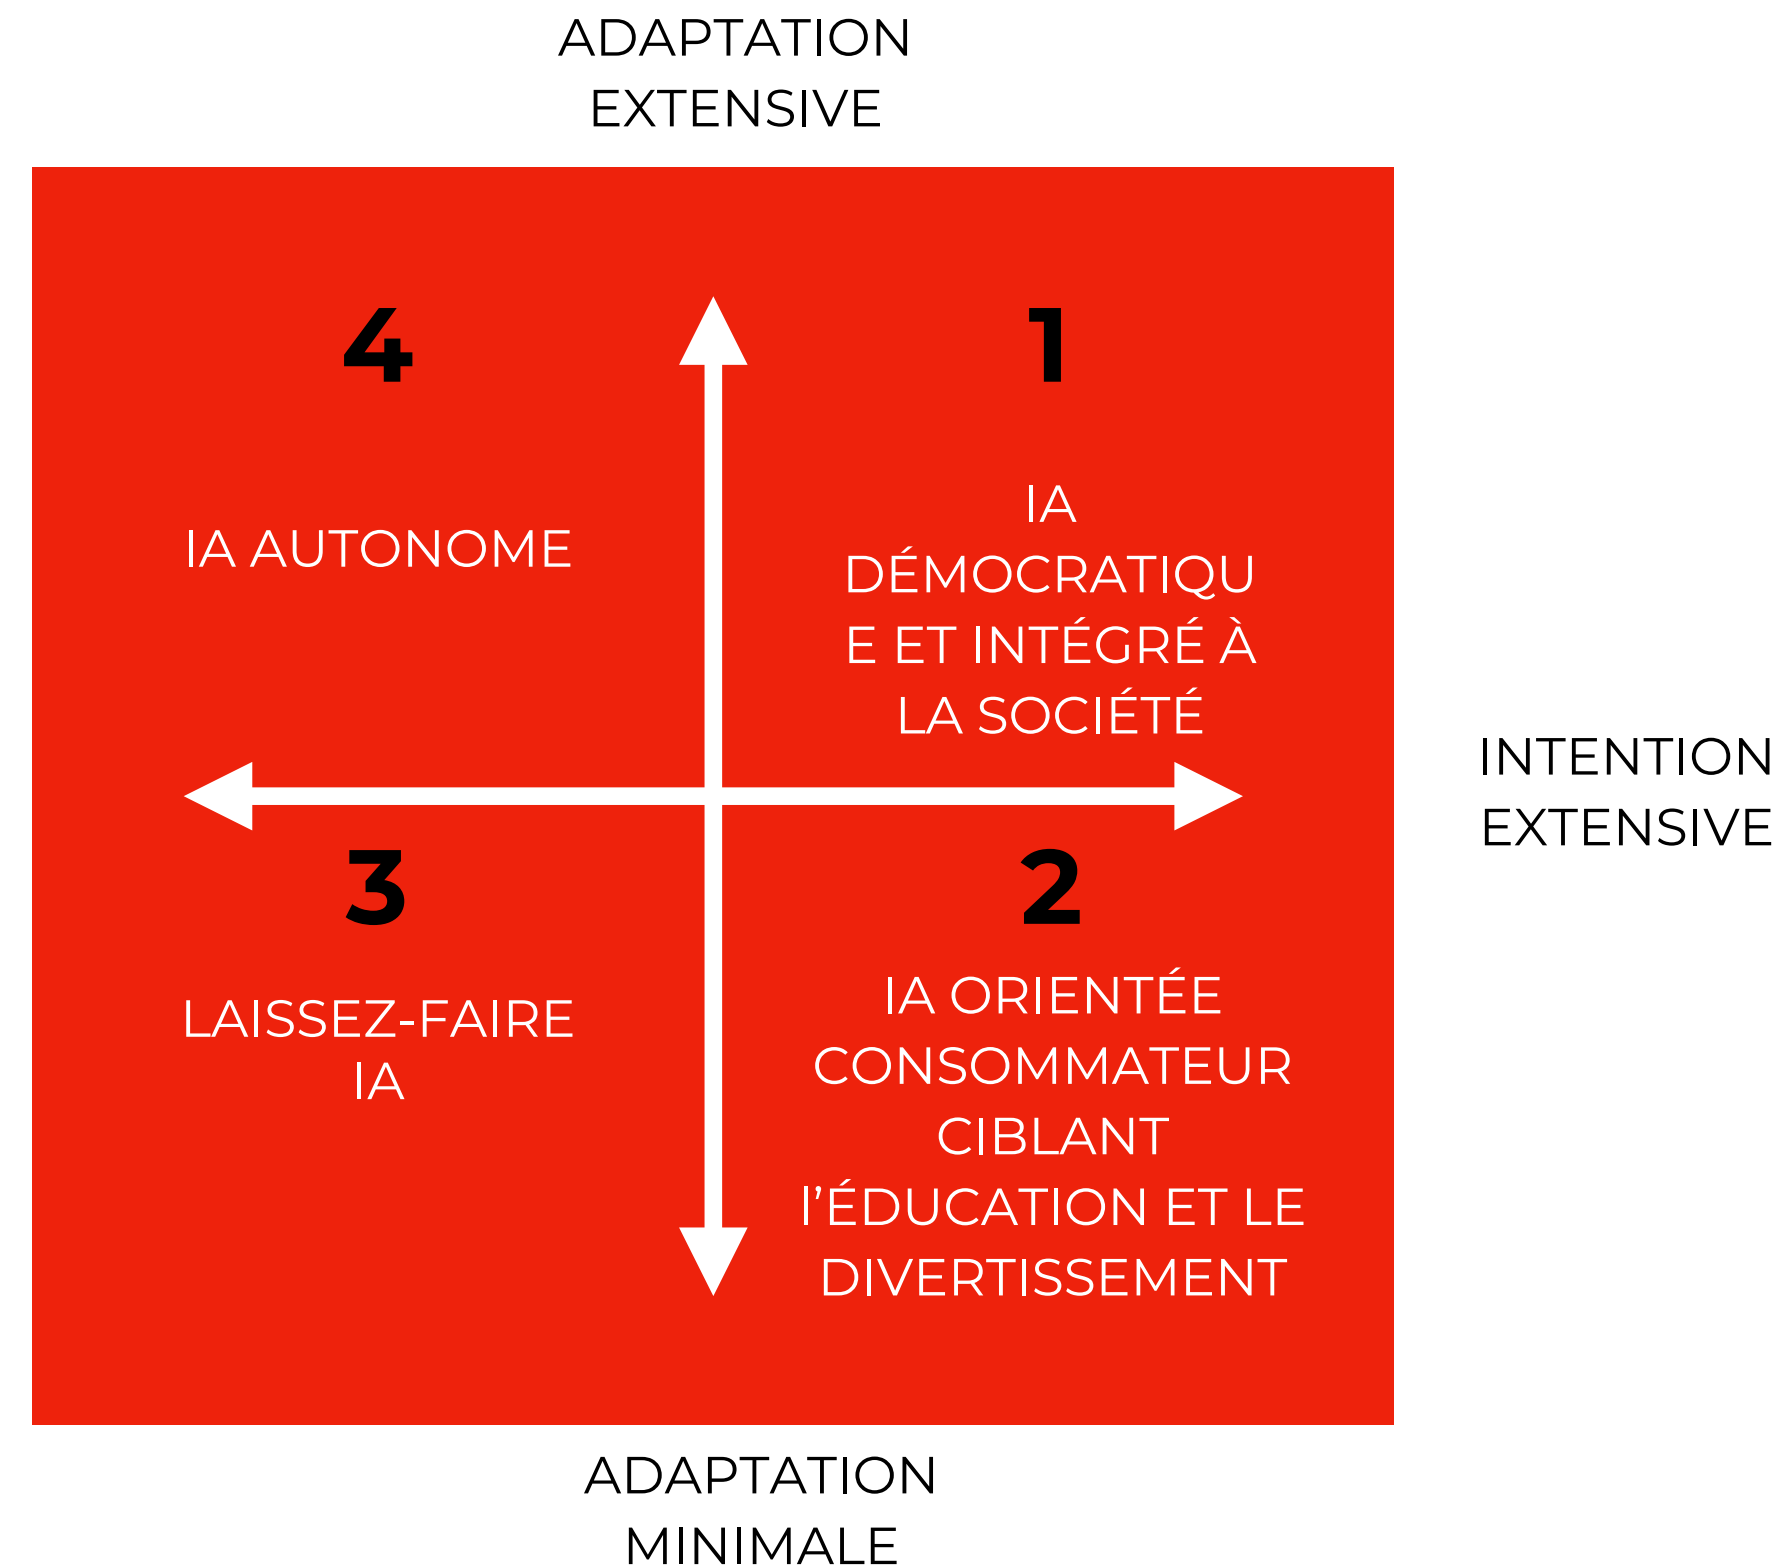 ADAPTATION
EXTENSIVE
4
IA AUTONOME
1
IA
DÉMOCRATIQU
E ET INTÉGRÉ À
LA SOCIÉTÉ
INTENTION
EXTENSIVE
3
LAISSEZ-FAIRE
IA
2
IA ORIENTÉE
CONSOMMATEUR
CIBLANT
l'ÉDUCATION ET LE
DIVERTISSEMENT
ADAPTATION
MINIMALE